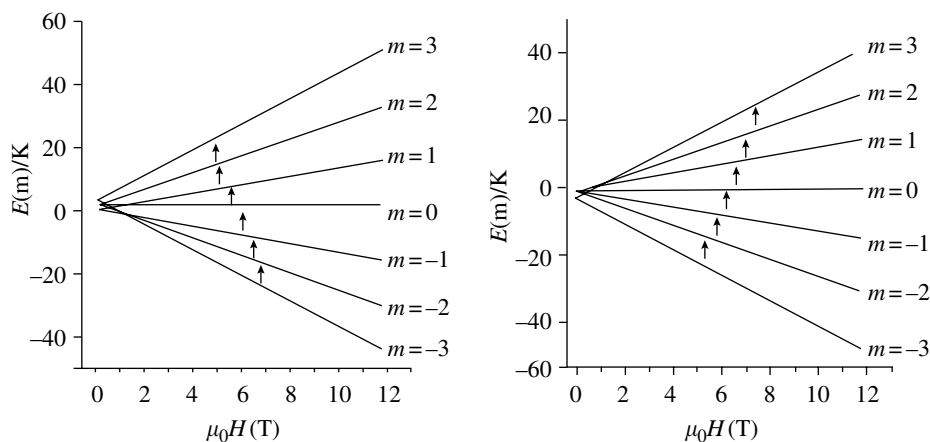 60
40
20
0
–20
–40
E(m)/K
m = 3
m = 2
m = 1
m = 0
m = –1
m = –2
m = –3
0 2 4 6 8 10 12
μ₀H (T)
40
20
0
–20
–40
–60
E(m)/K
m = 3
m = 2
m = 1
m = 0
m = –1
m = –2
m = –3
0 2 4 6 8 10 12
μ₀H (T)